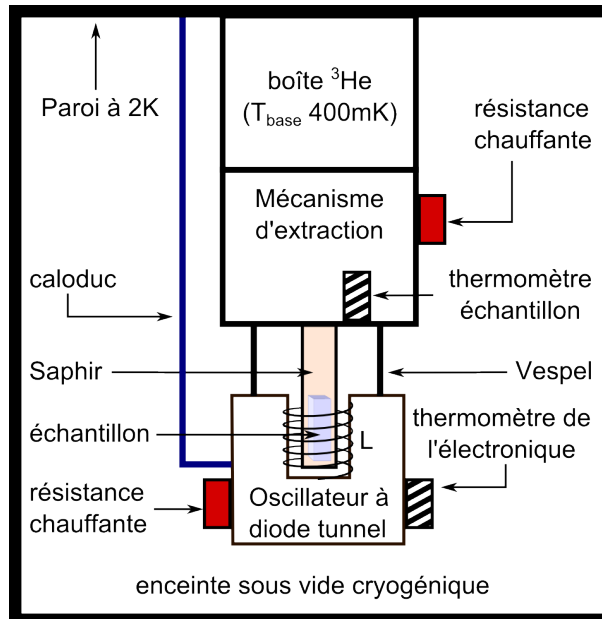 boîte ³He
(T_base 400mK)
Paroi à 2K
résistance
chauffante
Mécanisme
d'extraction
caloduc
thermomètre
échantillon
Saphir
Vespel
échantillon
L
thermomètre de
l'électronique
résistance
chauffante
Oscillateur à
diode tunnel
enceinte sous vide cryogénique